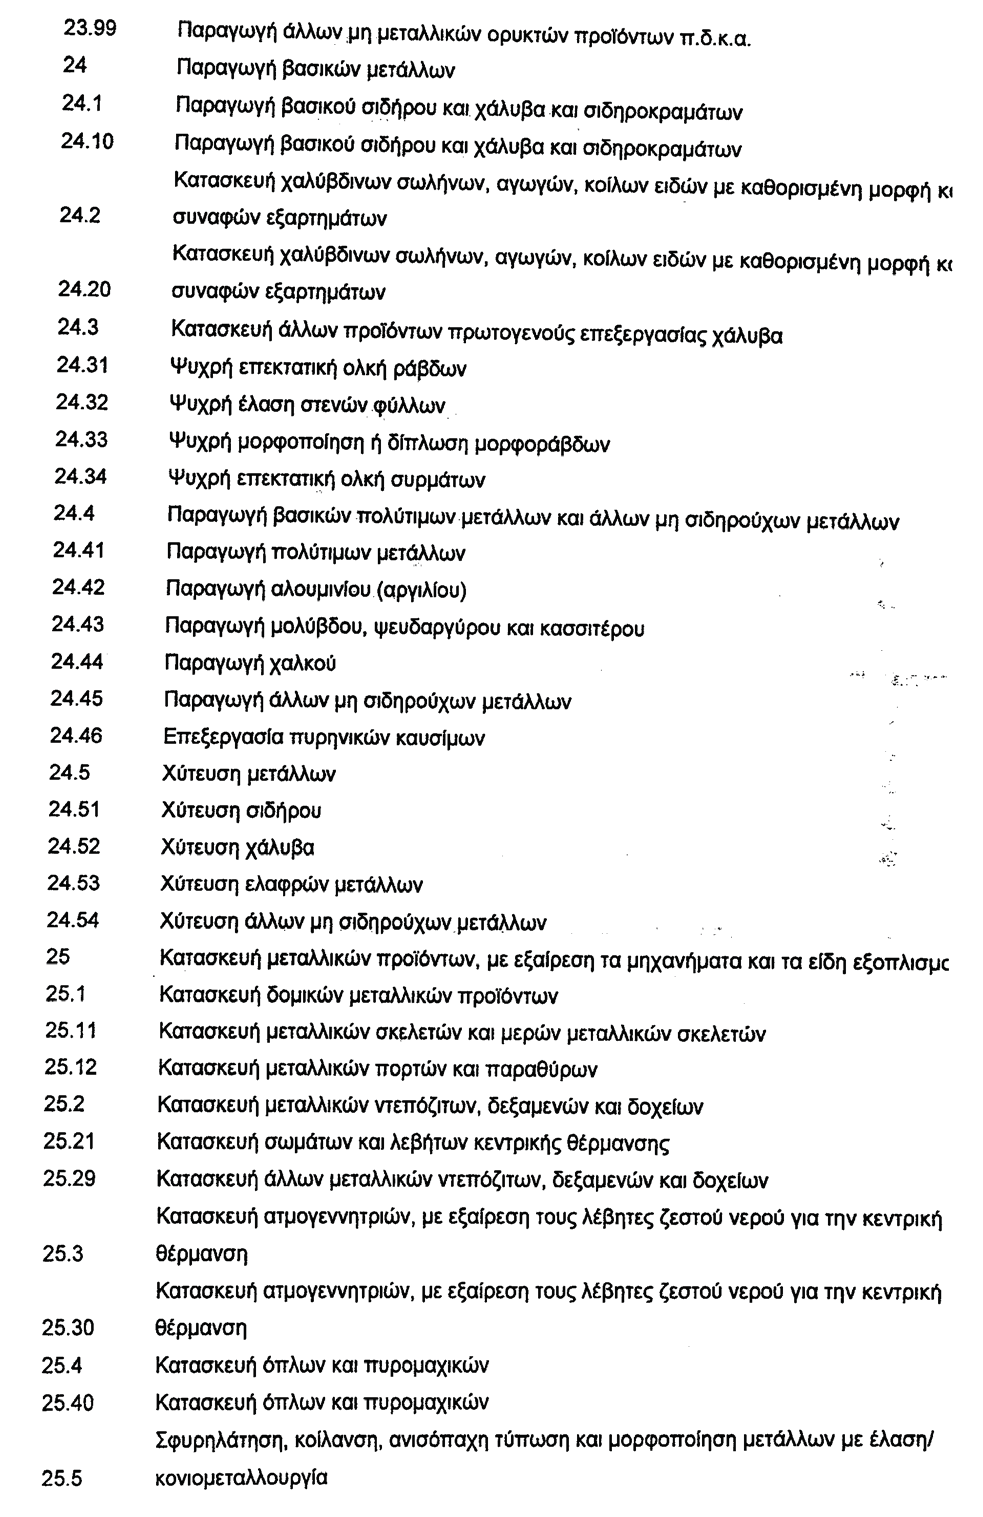 23.99 Παραγωγή άλλων μη μεταλλικών ορυκτών προϊόντων π.δ.κ.α.
24 Παραγωγή βασικών μετάλλων
24.1 Παραγωγή βασικού σιδήρου και χάλυβα και σιδηροκραμάτων
24.10 Παραγωγή βασικού σιδήρου και χάλυβα και σιδηροκραμάτων
Κατασκευή χαλύβδινων σωλήνων, αγωγών, κοίλων ειδών με καθορισμένη μορφή
24.2 συναφών εξαρτημάτων
Κατασκευή χαλύβδινων σωλήνων, αγωγών, κοίλων ειδών με καθορισμένη μορφή
24.20 συναφών εξαρτημάτων
24.3 Κατασκευή άλλων προϊόντων πρωτογενούς επεξεργασίας χάλυβα
24.31 Ψυχρή επεκτατική ολκή ράβδων
24.32 Ψυχρή έλαση στενών φύλλων
24.33 Ψυχρή μορφοποίηση ή δίπλωση μορφοράβδων
24.34 Ψυχρή επεκτατική ολκή συρμάτων
24.4 Παραγωγή βασικών πολύτιμων μετάλλων και άλλων μη σιδηρούχων μετάλλων
24.41 Παραγωγή πολύτιμων μετάλλων
24.42 Παραγωγή αλουμινίου (αργιλίου)
24.43 Παραγωγή μολύβδου, ψευδαργύρου και κασσιτέρου
24.44 Παραγωγή χαλκού
24.45 Παραγωγή άλλων μη σιδηρούχων μετάλλων
24.46 Επεξεργασία πυρηνικών καυσίμων
24.5 Χύτευση μετάλλων
24.51 Χύτευση σιδήρου
24.52 Χύτευση χάλυβα
24.53 Χύτευση ελαφρών μετάλλων
24.54 Χύτευση άλλων μη σιδηρούχων μετάλλων
25 Κατασκευή μεταλλικών προϊόντων, με εξαίρεση τα μηχανήματα και τα είδη
25.1 Κατασκευή δομικών μεταλλικών προϊόντων
25.11 Κατασκευή μεταλλικών σκελετών και μερών μεταλλικών σκελετών
25.12 Κατασκευή μεταλλικών πορτών και παραθύρων
25.2 Κατασκευή μεταλλικών ντεπόζιτων, δεξαμενών και δοχείων
25.21 Κατασκευή σωμάτων και λεβήτων κεντρικής θέρμανσης
25.29 Κατασκευή άλλων μεταλλικών ντεπόζιτων, δεξαμενών και δοχείων
Κατασκευή ατμογεννητριών, με εξαίρεση τους λέβητες ζεστού νερού για την κεντρική
25.3 θέρμανση
Κατασκευή ατμογεννητριών, με εξαίρεση τους λέβητες ζεστού νερού για την κεντρική
25.30 θέρμανση
25.4 Κατασκευή όπλων και πυρομαχικών
25.40 Κατασκευή όπλων και πυρομαχικών
Σφυρηλάτηση, κοίλανση, ανισόπαχη τύπωση και μορφοποίηση μετάλλων με έλαση/
25.5 κονιομεταλλουργία